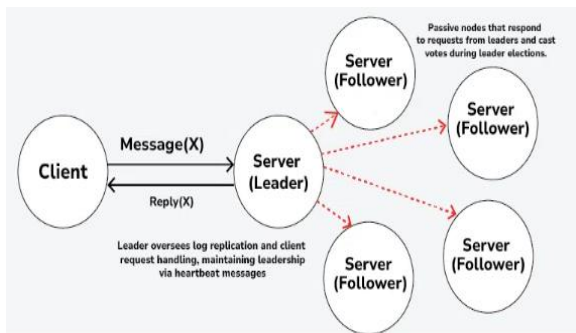 Passive nodes that respond
to requests from leaders and cast
votes during leader elections.
Server
(Follower)
Server
(Follower)
Message(X)
Client
Server
(Leader)
Reply(X)
Leader oversees log replication and client
request handling, maintaining leadership
via heartbeat messages
Server
(Follower)
Server
(Follower)